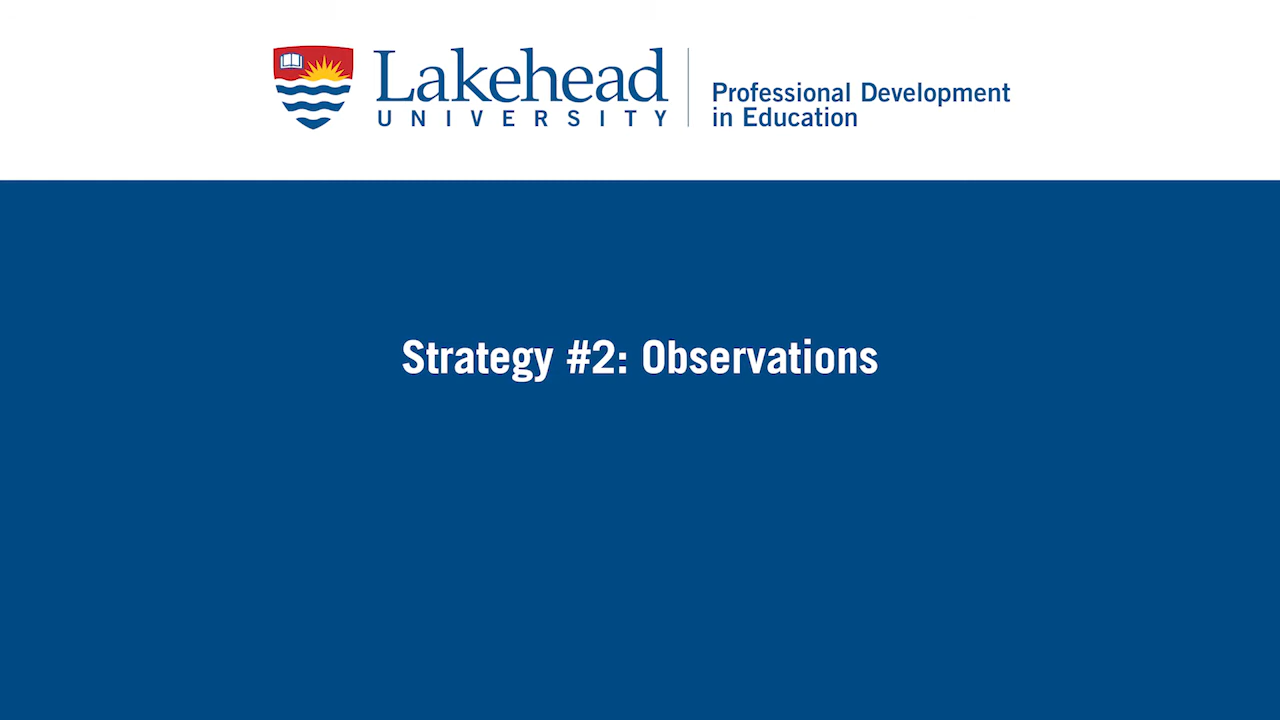 Lakehead
UNIVERSITY
Professional Development
in Education
Strategy #2: Observations